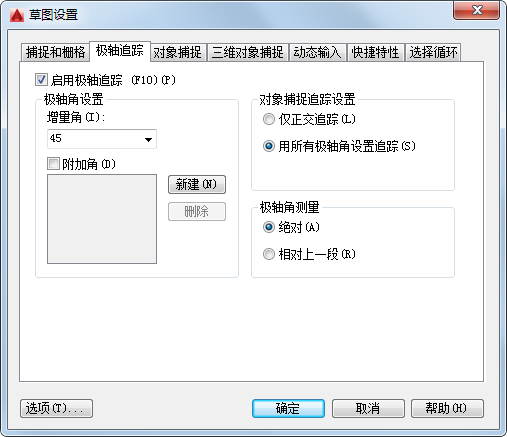 草图设置
捕捉和栅格 极轴追踪 对象捕捉 三维对象捕捉 动态输入 快捷特性 选择循环
启用极轴追踪 (F10)(P)
极轴角设置
增量角(I):
45
附加角(D)
新建(N)
删除
对象捕捉追踪设置
仅正交追踪(L)
用所有极轴角设置追踪(S)
极轴角测量
绝对(A)
相对上一段(R)
选项(T)... 确定 取消 帮助(H)